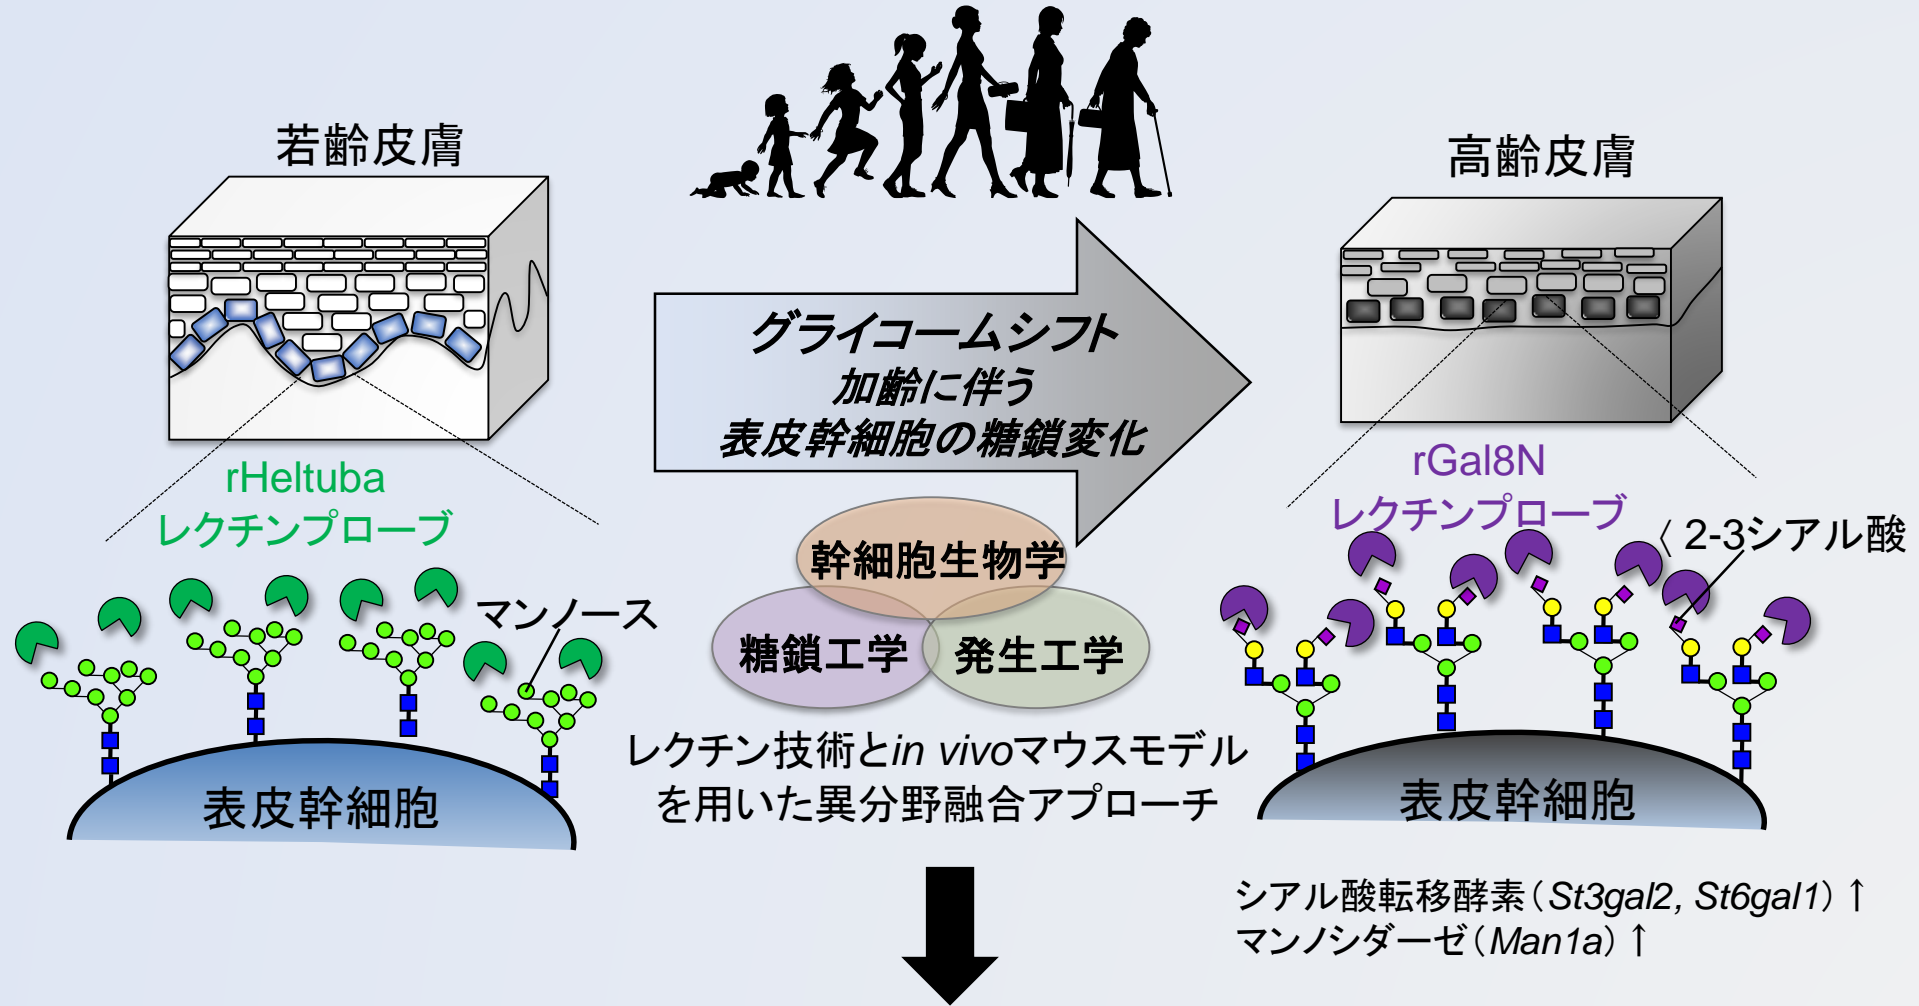 若齢皮膚
高齢皮膚
グライコームシフト
加齢に伴う
表皮幹細胞の糖鎖変化
rHeltuba
レクチンプローブ
rGal8N
レクチンプローブ
〈 2-3シアル酸
マンノース
幹細胞生物学
糖鎖工学
発生工学
レクチン技術とin vivoマウスモデル
を用いた異分野融合アプローチ
表皮幹細胞
表皮幹細胞
シアル酸転移酵素（St3gal2, St6gal1）↑
マンノシダーゼ（Man1a）↑